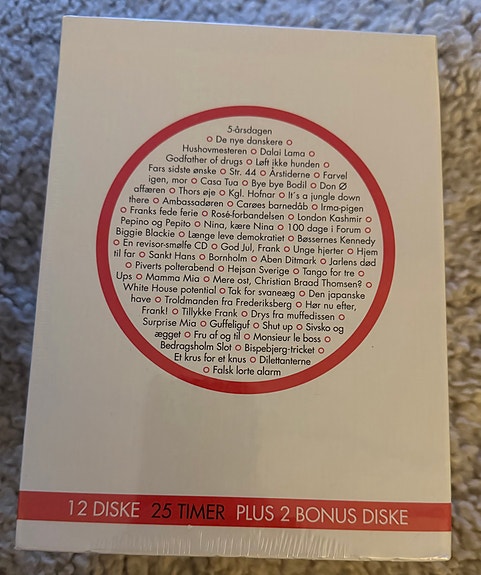 5-årsdagen
○ De nye danskere ○
Hushovmesteren ○ Dalai Lama ○
Godfather of drugs ○ Løft ikke hunden ○
Fars sidste ønske ○ Str. 44 ○ Årstiderne ○ Farvel
igen, mor ○ Casa Tua ○ Bye bye Bodil ○ Don Ø
affæren ○ Thors øje ○ Kgl. Hofnar ○ It's a jungle down
there ○ Ambassadøren ○ Carøes barnedåb ○ Irma-pigen
○ Franks fede ferie ○ Rosé-forbandelsen ○ London Kashmir ○
Pepino og Pepito ○ Nina, kære Nina ○ 100 dage i Forum ○
Biggie Blackie ○ Længe leve demokratiet ○ Bøssernes Kennedy
○ En revisor-smølfe CD ○ God Jul, Frank ○ Unge hjerter ○ Hjem
til far ○ Sankt Hans ○ Bornholm ○ Aben Ditmark ○ Jarlens død
○ Piverts polterabend ○ Hejsan Sverige ○ Tango for tre ○
Ups ○ Mamma Mia ○ Mere ost, Christian Braad Thomsen? ○
White House potential ○ Tak for svaneæg ○ Den japanske
have ○ Troldmanden fra Frederiksberg ○ Hør nu efter,
Frank! ○ Tillykke Frank ○ Drys fra muffedissen ○
Surprise Mia ○ Guffeliguf ○ Shut up ○ Sivsko og
ægget ○ Fru af og til ○ Monsieur le boss ○
Bedragsholm Slot ○ Bispebjerg-tricket ○
Et krus for et knus ○ Dilettanterne
○ Falsk lorte alarm
12 DISKE 25 TIMER PLUS 2 BONUS DISKE